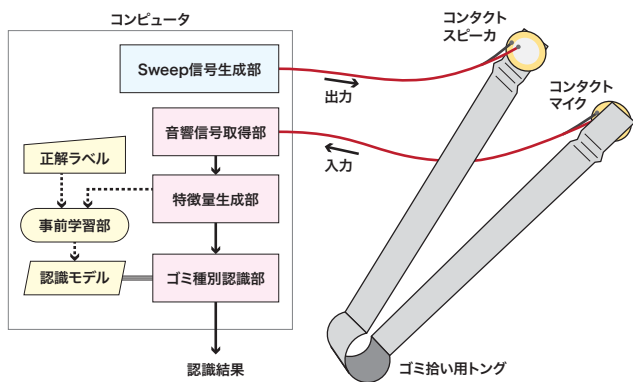 コンピュータ
Sweep信号生成部
出力
コンタクト
スピーカ
コンタクト
マイク
音響信号取得部
入力
正解ラベル
特徴量生成部
事前学習部
認識モデル
ゴミ種別認識部
認識結果
ゴミ拾い用トング